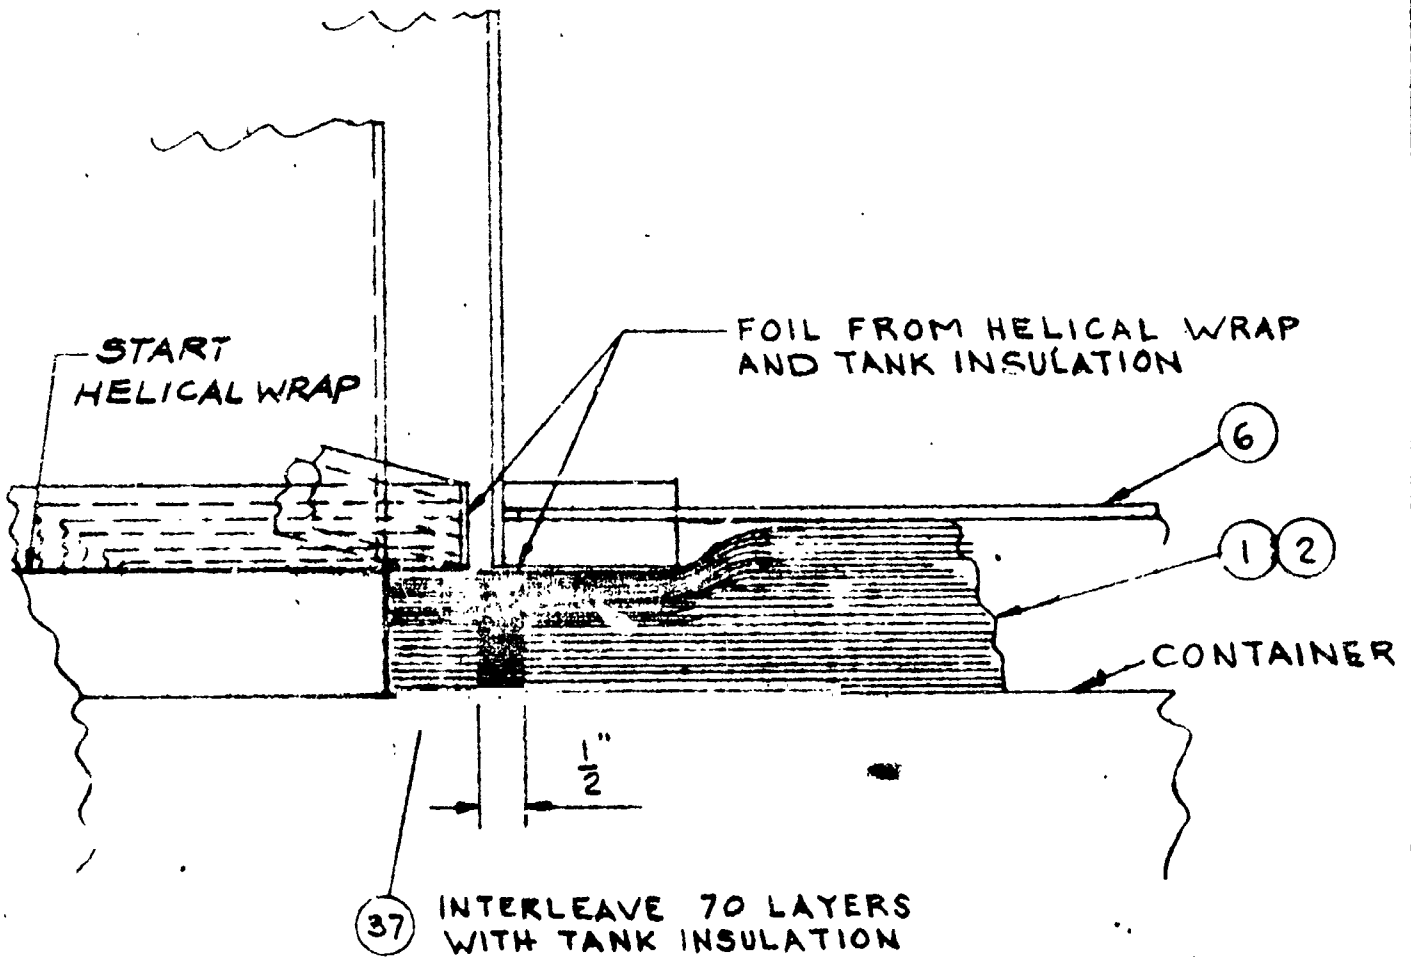 START
HELICAL WRAP
FOIL FROM HELICAL WRAP
AND TANK INSULATION
6
1 2
CONTAINER
1/2"
37 INTERLEAVE 70 LAYERS
WITH TANK INSULATION